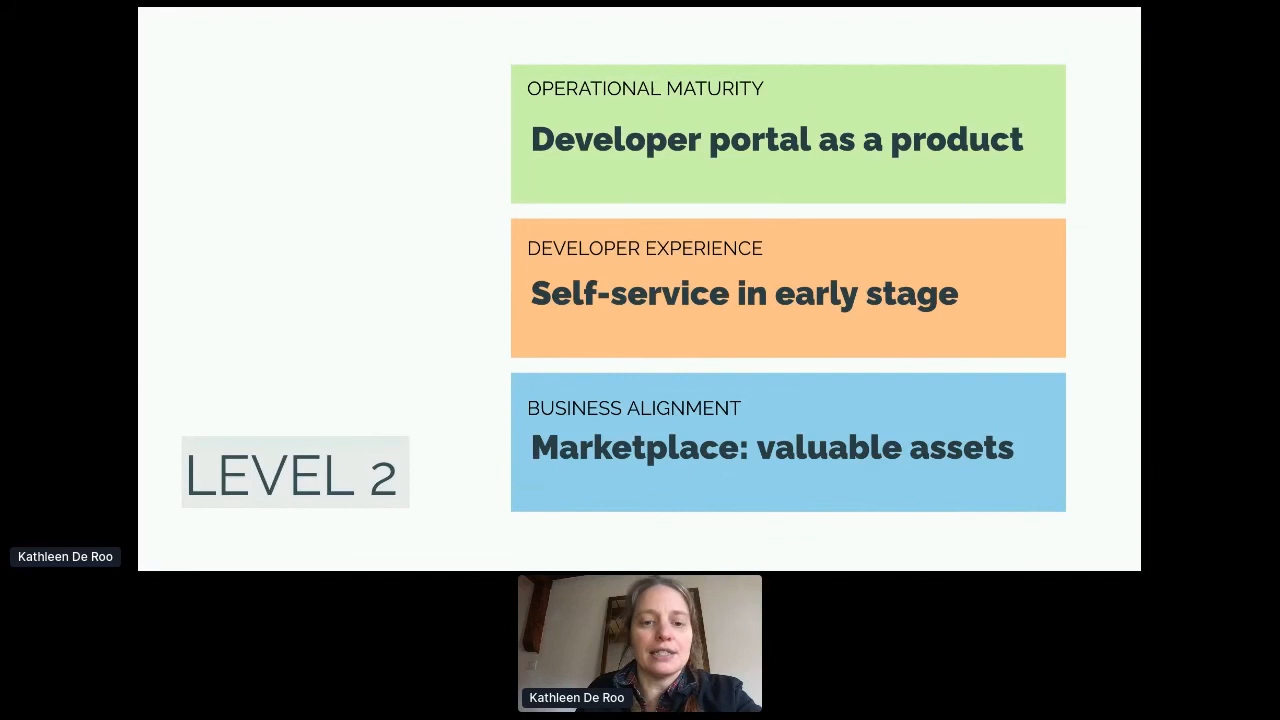 OPERATIONAL MATURITY
Developer portal as a product
DEVELOPER EXPERIENCE
Self-service in early stage
BUSINESS ALIGNMENT
Marketplace: valuable assets
LEVEL 2
Kathleen De Roo
Kathleen De Roo